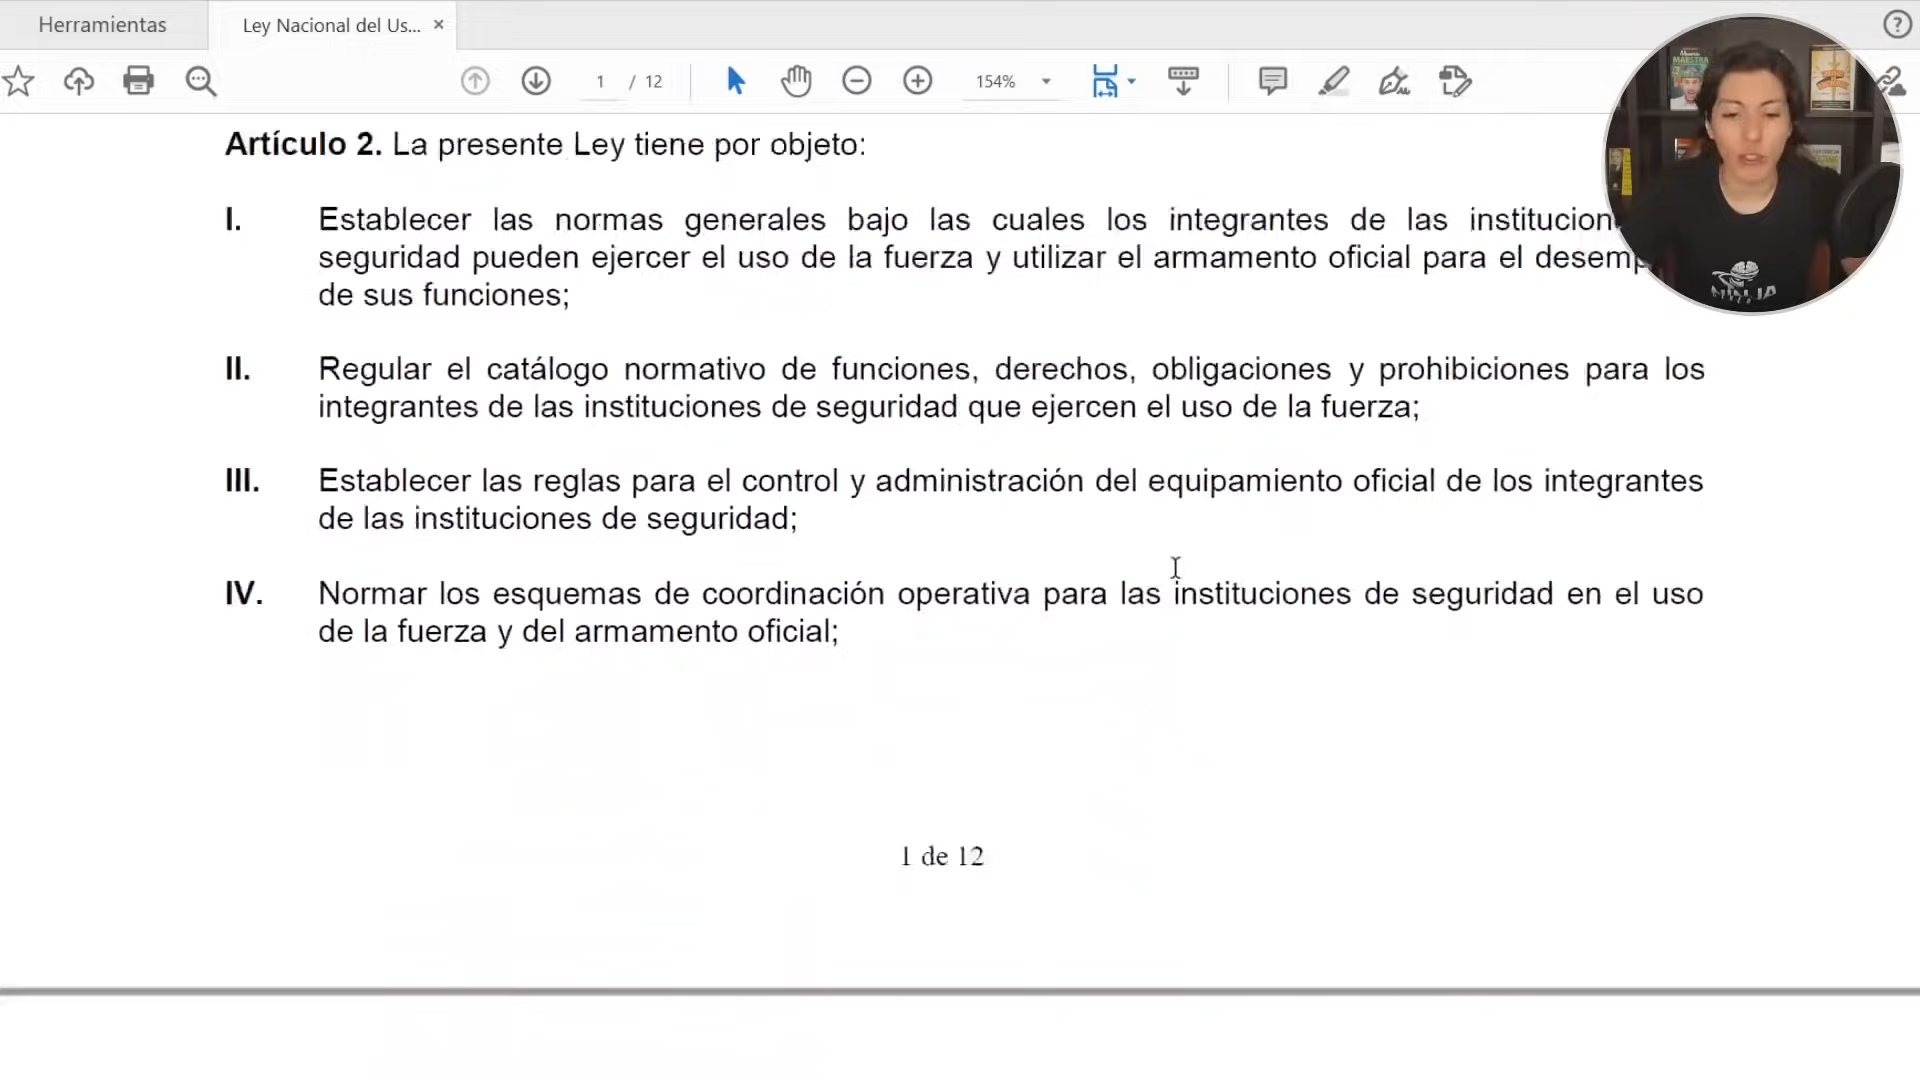 Herramientas
Ley Nacional del Us...
1 / 12
154%
Artículo 2. La presente Ley tiene por objeto:
I. Establecer las normas generales bajo las cuales los integrantes de las
seguridad pueden ejercer el uso de la fuerza y utilizar el armamento oficial para el
de sus funciones;
II. Regular el catálogo normativo de funciones, derechos, obligaciones y prohibiciones para los
integrantes de las instituciones de seguridad que ejercen el uso de la fuerza;
III. Establecer las reglas para el control y administración del equipamiento oficial de los integrantes
de las instituciones de seguridad;
IV. Normar los esquemas de coordinación operativa para las instituciones de seguridad en el uso
de la fuerza y del armamento oficial;
1 de 12
NINJA